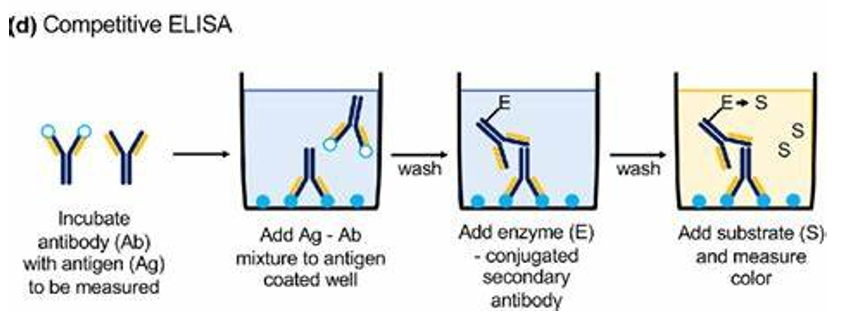 (d) Competitive ELISA
Incubate
antibody (Ab)
with antigen (Ag)
to be measured
Add Ag - Ab
mixture to antigen
coated well
wash
E
Add enzyme (E)
- conjugated
secondary
antibody
wash
E S
S
S
Add substrate (S)
and measure
color